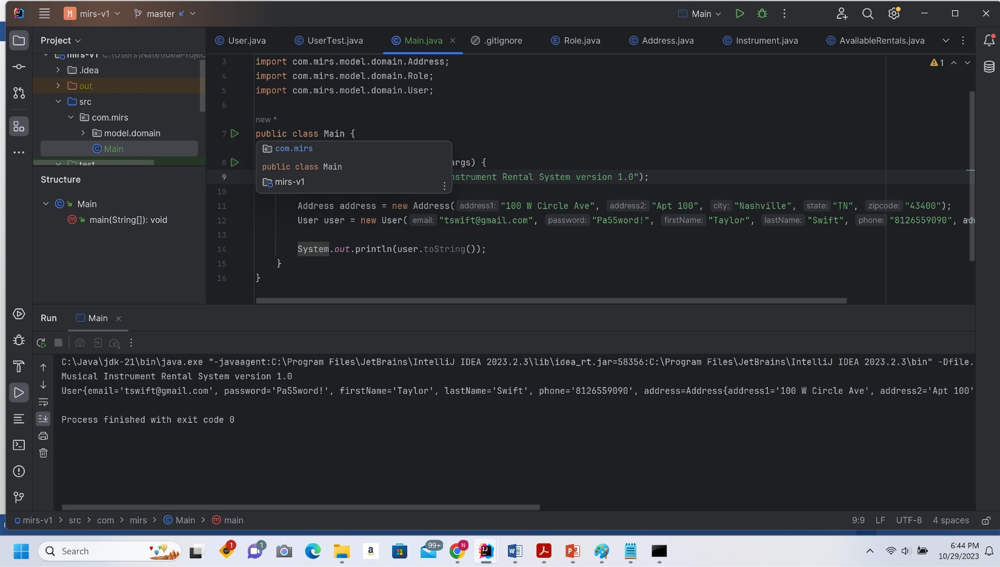 M mirs-v1 master Main
Project
User.java UserTest.java Main.java .gitignore Role.java Address.java Instrument.java AvailableRentals.java
mirs-v1 C:\Users\Nate\IdeaProjec
.idea
out
src
com.mirs
model.domain
Main
test
Structure
Main
main(String[]): void
1
3 import com.mirs.model.domain.Address;
4 import com.mirs.model.domain.Role;
5 import com.mirs.model.domain.User;
6
new *
7 public class Main {
com.mirs
public class Main
mirs-v1
8 args) {
9 nstrument Rental System version 1.0");
10
11 Address address = new Address( address1: "100 W Circle Ave", address2: "Apt 100", city: "Nashville", state: "TN", zipcode: "43400");
12 User user = new User( email: "tswift@gmail.com", password: "Pa55word!", firstName: "Taylor", lastName: "Swift", phone: "8126559090", add
13
14 System.out.println(user.toString());
15 }
16 }
Run Main
C:\Java\jdk-21\bin\java.exe "-javaagent:C:\Program Files\JetBrains\IntelliJ IDEA 2023.2.3\lib\idea_rt.jar=58356:C:\Program Files\JetBrains\IntelliJ IDEA 2023.2.3\bin" -Dfile.
Musical Instrument Rental System version 1.0
User{email='tswift@gmail.com', password='Pa55word!', firstName='Taylor', lastName='Swift', phone='8126559090', address=Address{address1='100 W Circle Ave', address2='Apt 100'
Process finished with exit code 0
mirs-v1 > src > com > mirs > Main > main 9:9 LF UTF-8 4 spaces
Search 1 1 a 99+ N IJ W P 6:44 PM
10/29/2023